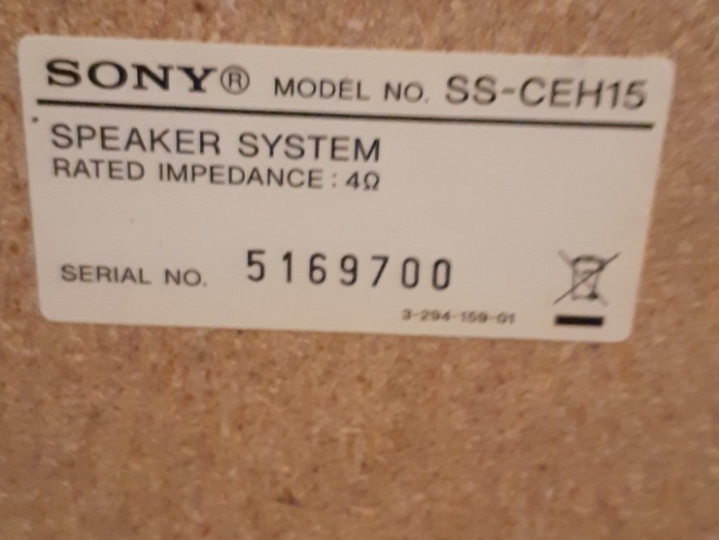 SONY® MODEL NO. SS-CEH15
SPEAKER SYSTEM
RATED IMPEDANCE : 4Ω
SERIAL NO. 5169700
3-294-159-01